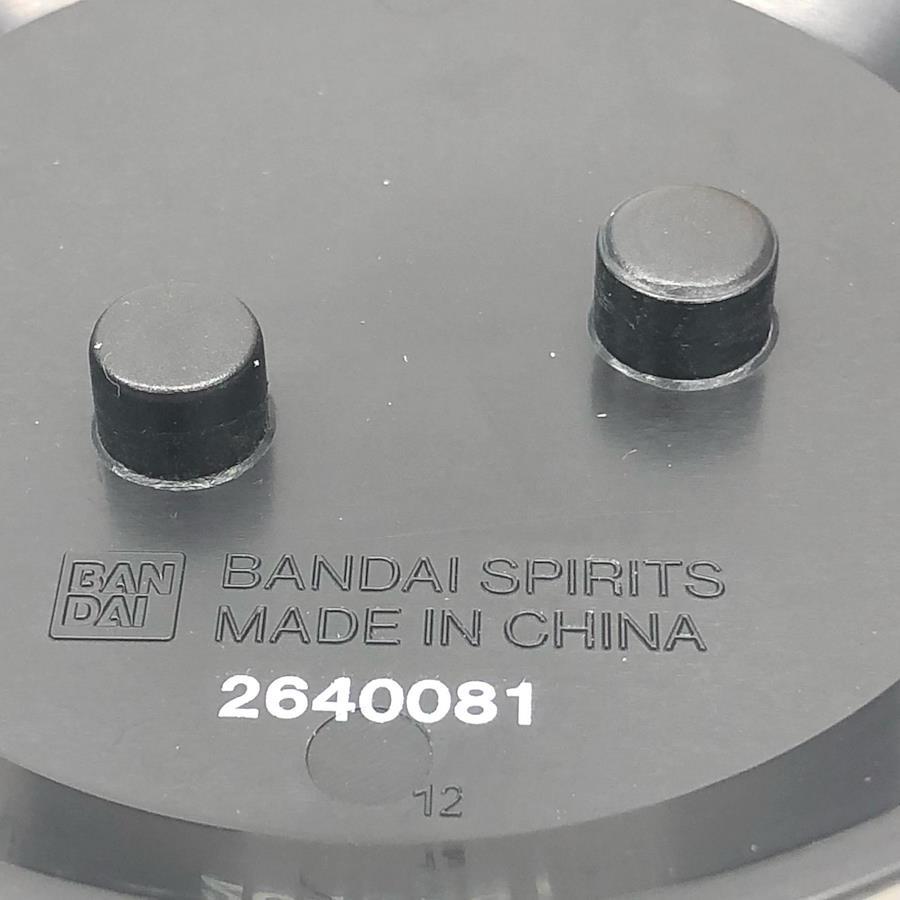 BAN
DAI
BANDAI SPIRITS
MADE IN CHINA
2640081
12